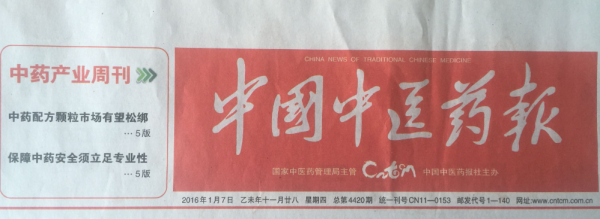 中药产业周刊
中药配方颗粒市场有望松绑
…5版
保障中药安全须立足专业性
…5版
CHINA NEWS OF TRADITIONAL CHINESE MEDICINE
中國中医药報
国家中医药管理局主管 Cntcm 中国中医药报社主办
2016年1月7日 乙未年十一月廿八 星期四 总第4420期 统一刊号CN11—0153 邮发代号1—140 网址:www.cntcm.com.cn